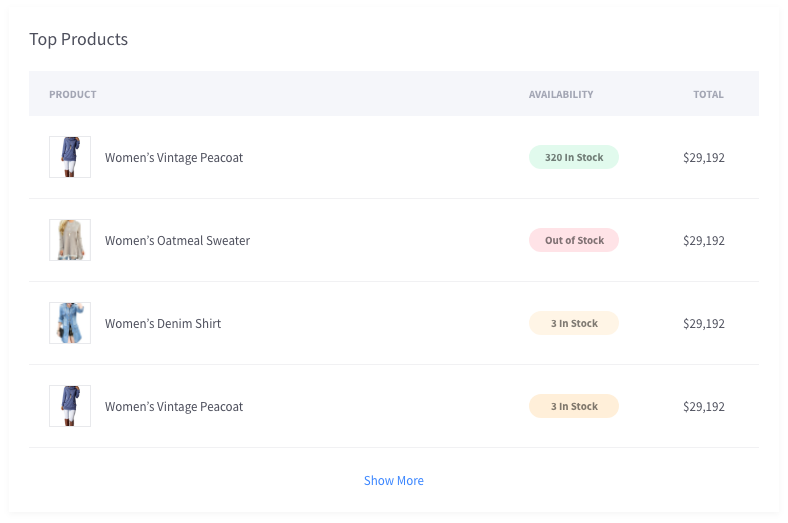 Top Products
PRODUCT AVAILABILITY TOTAL
Women’s Vintage Peacoat 320 In Stock $29,192
Women’s Oatmeal Sweater Out of Stock $29,192
Women’s Denim Shirt 3 In Stock $29,192
Women’s Vintage Peacoat 3 In Stock $29,192
Show More